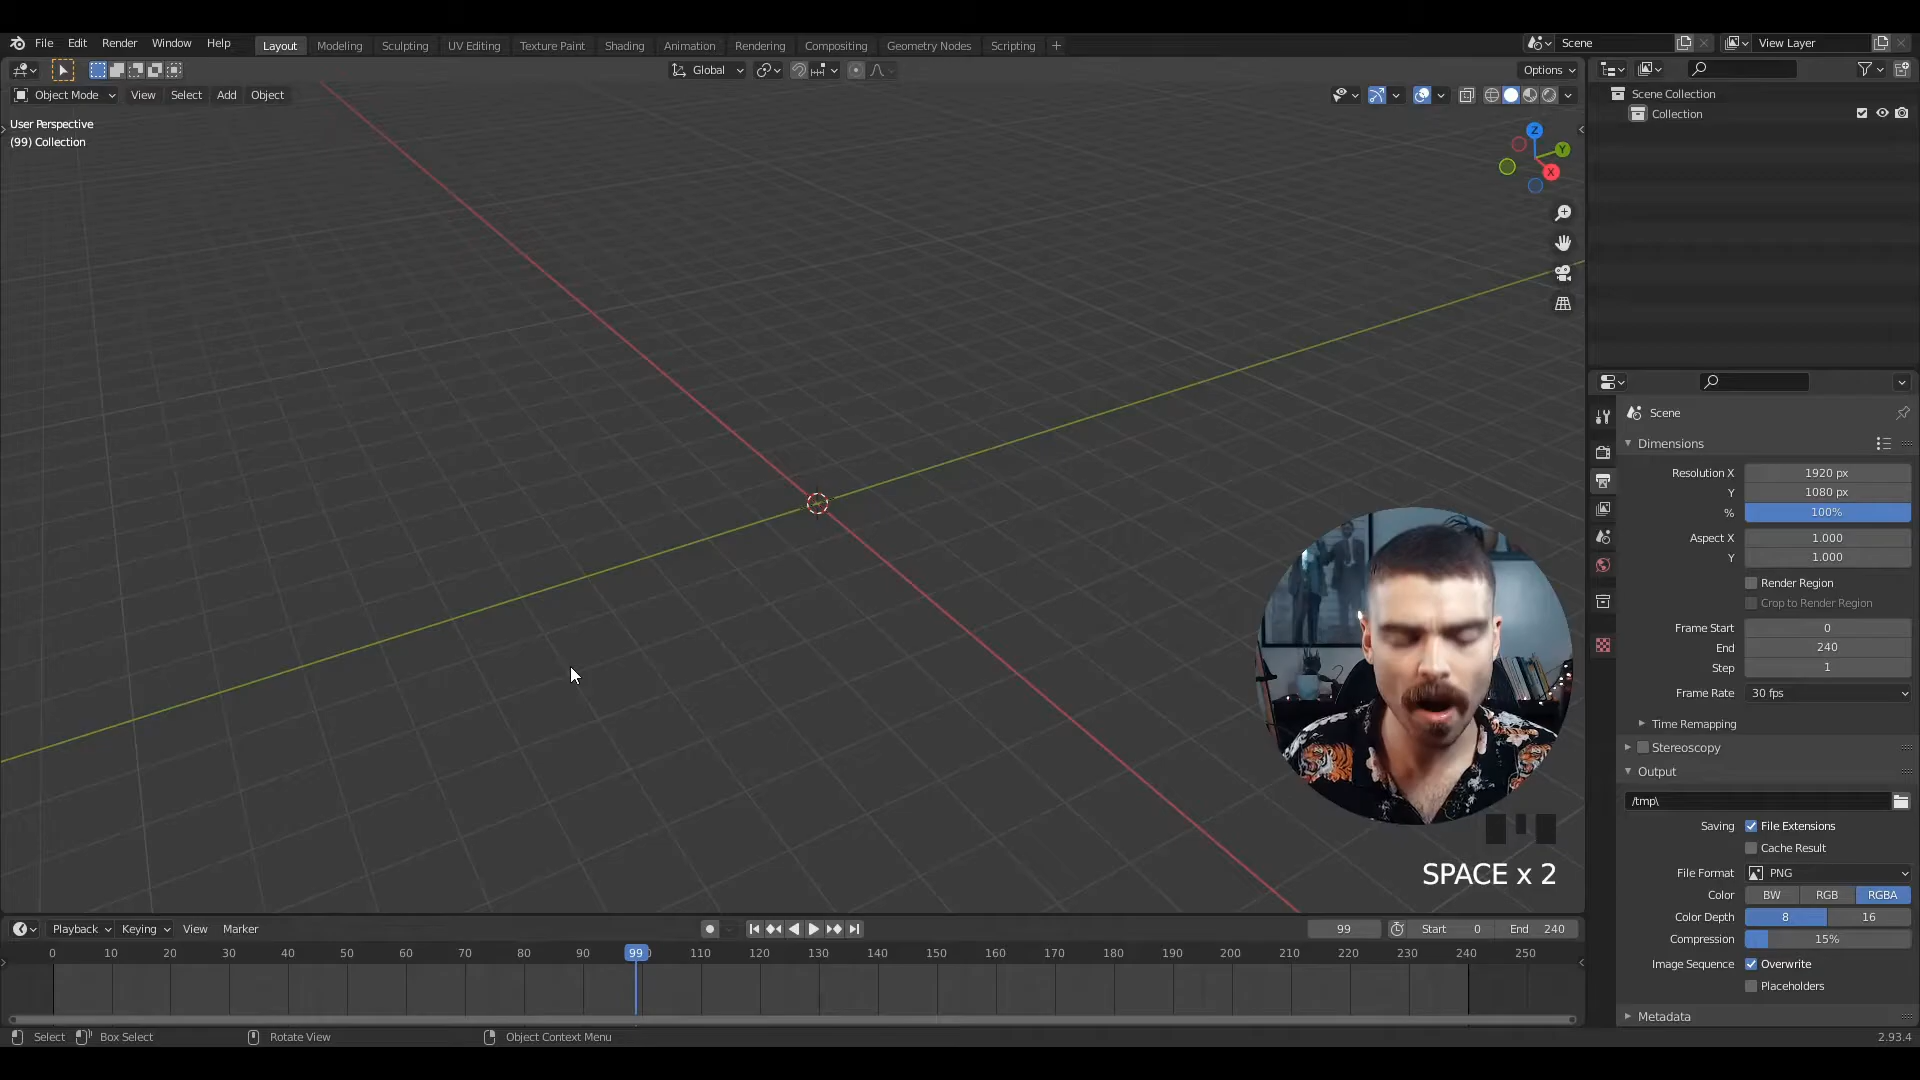 File Edit Render Window Help Layout Modeling Sculpting UV Editing Texture Paint Shading Animation Rendering Compositing Geometry Nodes Scripting + Scene View Layer
Global Options
Object Mode View Select Add Object
User Perspective
(99) Collection
Z
Y
X
Scene Collection
Collection
Scene
Dimensions
Resolution X 1920 px
Y 1080 px
% 100%
Aspect X 1.000
Y 1.000
Render Region
Crop to Render Region
Frame Start 0
End 240
Step 1
Frame Rate 30 fps
Time Remapping
Stereoscopy
Output
/tmp\
Saving File Extensions
Cache Result
File Format PNG
Color BW RGB RGBA
Color Depth 8 16
Compression 15%
Image Sequence Overwrite
Placeholders
Metadata
SPACE x 2
Playback Keying View Marker 99 Start 0 End 240
0 10 20 30 40 50 60 70 80 90 99 110 120 130 140 150 160 170 180 190 200 210 220 230 240 250
Select Box Select Rotate View Object Context Menu 2.93.4